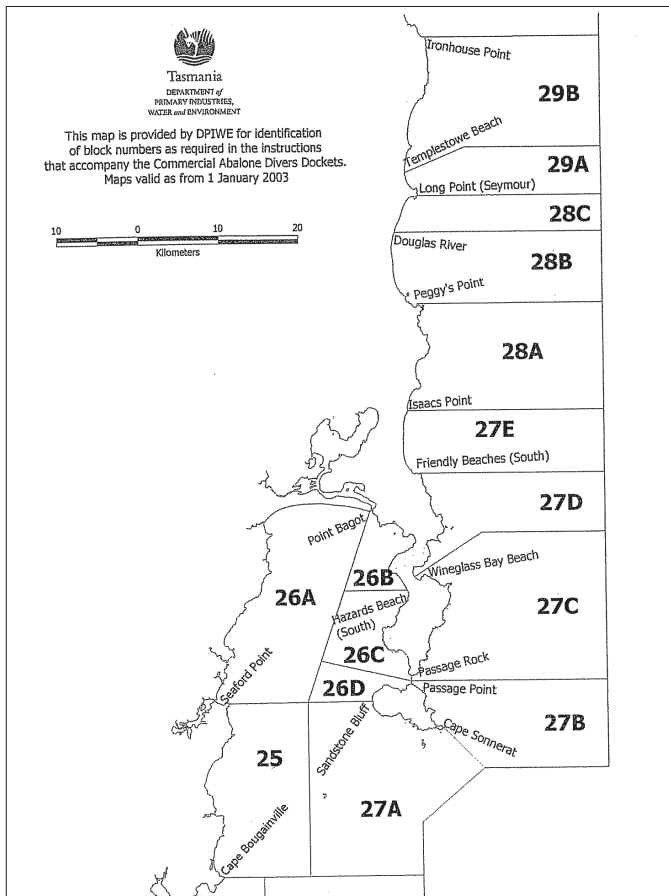 Tasmania
DEPARTMENT of
PRIMARY INDUSTRIES,
WATER and ENVIRONMENT
This map is provided by DPIWE for identification
of block numbers as required in the instructions
that accompany the Commercial Abalone Divers Dockets.
Maps valid as from 1 January 2003
10 0 10 20
Kilometers
Ironhouse Point
29B
Templestowe Beach
29A
Long Point (Seymour)
28C
Douglas River
28B
Peggy's Point
28A
Isaacs Point
27E
Friendly Beaches (South)
27D
Point Bagot
Wineglass Bay Beach
26B
26A
27C
Hazards Beach
(South)
26C
Passage Rock
Seaford Point
26D
Passage Point
27B
Sandstone Bluff
Cape Sonnerat
25
27A
Cape Bougainville